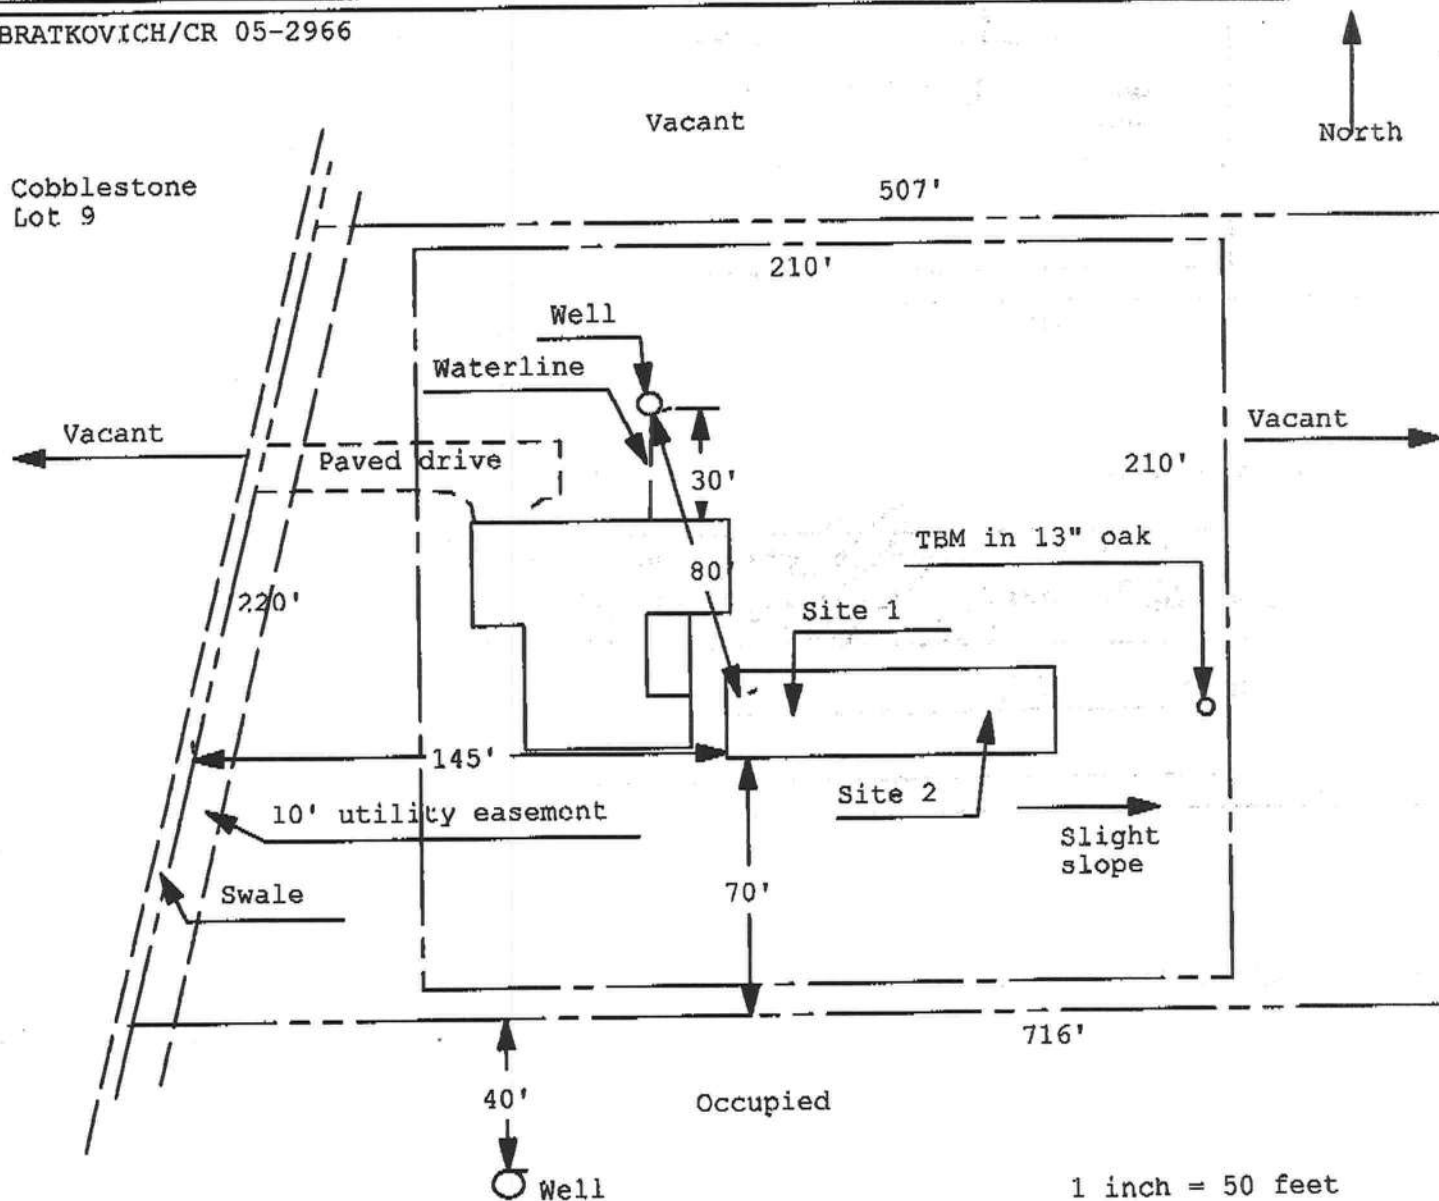 BRATKOVICH/CR 05-2966
North
Vacant
Cobblestone
Lot 9
507'
210'
Well
Waterline
Vacant
Vacant
Paved drive
210'
30'
TBM in 13" oak
80'
220'
Site 1
145'
Site 2
10' utility easement
Slight
slope
70'
Swale
716'
40'
Occupied
Well
1 inch = 50 feet